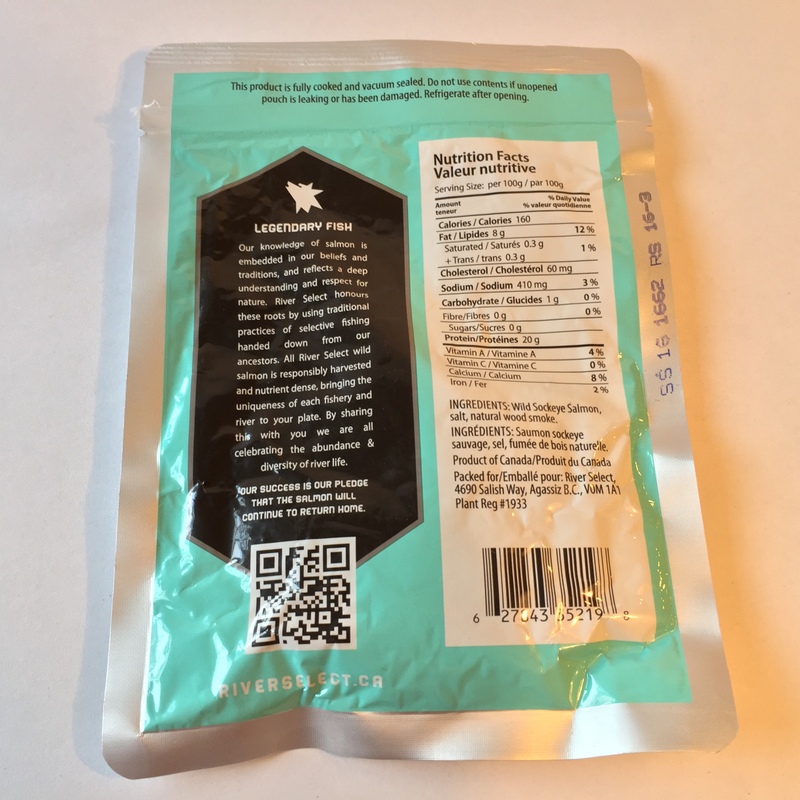 This product is fully cooked and vacuum sealed. Do not use contents if unopened
pouch is leaking or has been damaged. Refrigerate after opening.
LEGENDARY FISH
Our knowledge of salmon is
embedded in our beliefs and
traditions, and reflects a deep
understanding and respect for
nature. River Select honours
these roots by using traditional
practices of selective fishing
handed down from our
ancestors. All River Select wild
salmon is responsibly harvested
and nutrient dense, bringing the
uniqueness of each fishery and
river to your plate. By sharing
this with you we are all
celebrating the abundance &
diversity of river life.
OUR SUCCESS IS OUR PLEDGE
THAT THE SALMON WILL
CONTINUE TO RETURN HOME.
RIVERSELECT.CA
Nutrition Facts
Valeur nutritive
Serving Size: per 100g / par 100g
Amount % Daily Value
teneur % valeur quotidienne
Calories / Calories 160
Fat / Lipides 8 g 12 %
Saturated / Saturés 0.3 g 1 %
+ Trans / trans 0.3 g
Cholesterol / Cholestérol 60 mg
Sodium / Sodium 410 mg 3 %
Carbohydrate / Glucides 1 g 0 %
Fibre/Fibres 0 g 0 %
Sugars/Sucres 0 g
Protein/Protéines 20 g
Vitamin A / Vitamine A 4 %
Vitamin C / Vitamine C 0 %
Calcium / Calcium 8 %
Iron / Fer 2 %
INGREDIENTS: Wild Sockeye Salmon,
salt, natural wood smoke.
INGRÉDIENTS: Saumon sockeye
sauvage, sel, fumée de bois naturelle.
Product of Canada/Produit du Canada
Packed for/Emballé pour: River Select,
4690 Salish Way, Agassiz B.C., V0M 1A1
Plant Reg #1933
6 27843 55219 8
SS 18 1662 RS 16-3